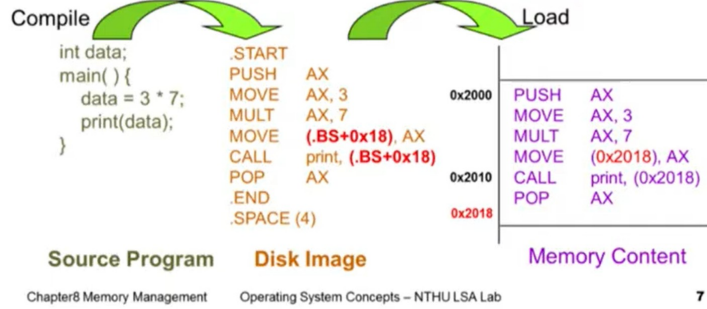 Compile
Load
int data;
main( ) {
data = 3 * 7;
print(data);
}
.START
PUSH AX
MOVE AX, 3
MULT AX, 7
MOVE (.BS+0x18), AX
CALL print, (.BS+0x18)
POP AX
.END
.SPACE (4)
0x2000 PUSH AX
MOVE AX, 3
MULT AX, 7
MOVE (0x2018), AX
0x2010 CALL print, (0x2018)
POP AX
0x2018
Source Program
Disk Image
Memory Content
Chapter8 Memory Management
Operating System Concepts – NTHU LSA Lab
7